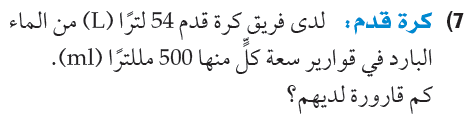 (7 كرة قدم: لدى فريق كرة قدم 54 لترًا (L) من الماء
البارد في قوارير سعة كلٍّ منها 500 مللترًا (ml).
كم قارورة لديهم؟